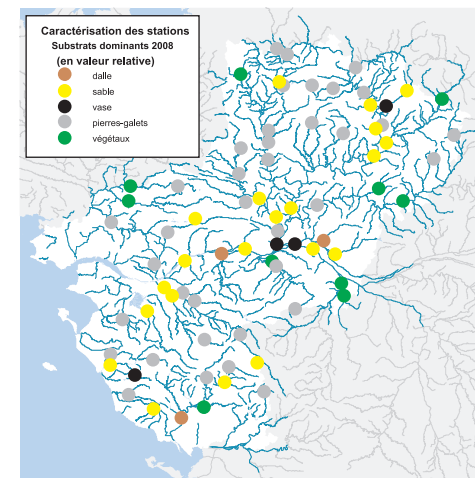 Caractérisation des stations
Substrats dominants 2008
(en valeur relative)
dalle
sable
vase
pierres-galets
végétaux